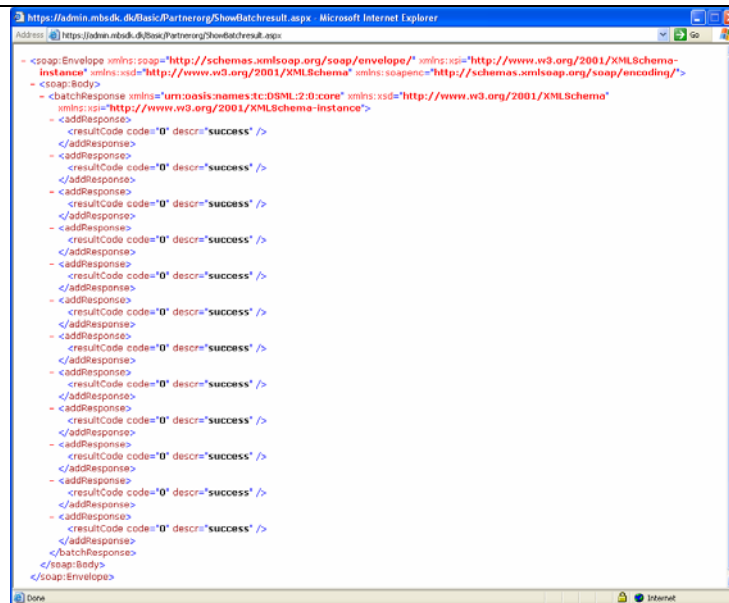 https://admin.mbsdk.dk/Basic/Partnerorg/ShowBatchresult.aspx - Microsoft Internet Explorer
Address https://admin.mbsdk.dk/Basic/Partnerorg/ShowBatchresult.aspx Go
- <soap:Envelope xmlns:soap="http://schemas.xmlsoap.org/soap/envelope/" xmlns:xsi="http://www.w3.org/2001/XMLSchema-
instance" xmlns:xsd="http://www.w3.org/2001/XMLSchema" xmlns:soapenc="http://schemas.xmlsoap.org/soap/encoding/">
- <soap:Body>
- <batchResponse xmlns="urn:oasis:names:tc:DSML:2:0:core" xmlns:xsd="http://www.w3.org/2001/XMLSchema"
xmlns:xsi="http://www.w3.org/2001/XMLSchema-instance">
- <addResponse>
<resultCode code="0" descr="success" />
</addResponse>
- <addResponse>
<resultCode code="0" descr="success" />
</addResponse>
- <addResponse>
<resultCode code="0" descr="success" />
</addResponse>
- <addResponse>
<resultCode code="0" descr="success" />
</addResponse>
- <addResponse>
<resultCode code="0" descr="success" />
</addResponse>
- <addResponse>
<resultCode code="0" descr="success" />
</addResponse>
- <addResponse>
<resultCode code="0" descr="success" />
</addResponse>
- <addResponse>
<resultCode code="0" descr="success" />
</addResponse>
- <addResponse>
<resultCode code="0" descr="success" />
</addResponse>
- <addResponse>
<resultCode code="0" descr="success" />
</addResponse>
- <addResponse>
<resultCode code="0" descr="success" />
</addResponse>
- <addResponse>
<resultCode code="0" descr="success" />
</addResponse>
</batchResponse>
</soap:Body>
</soap:Envelope>
Done Internet